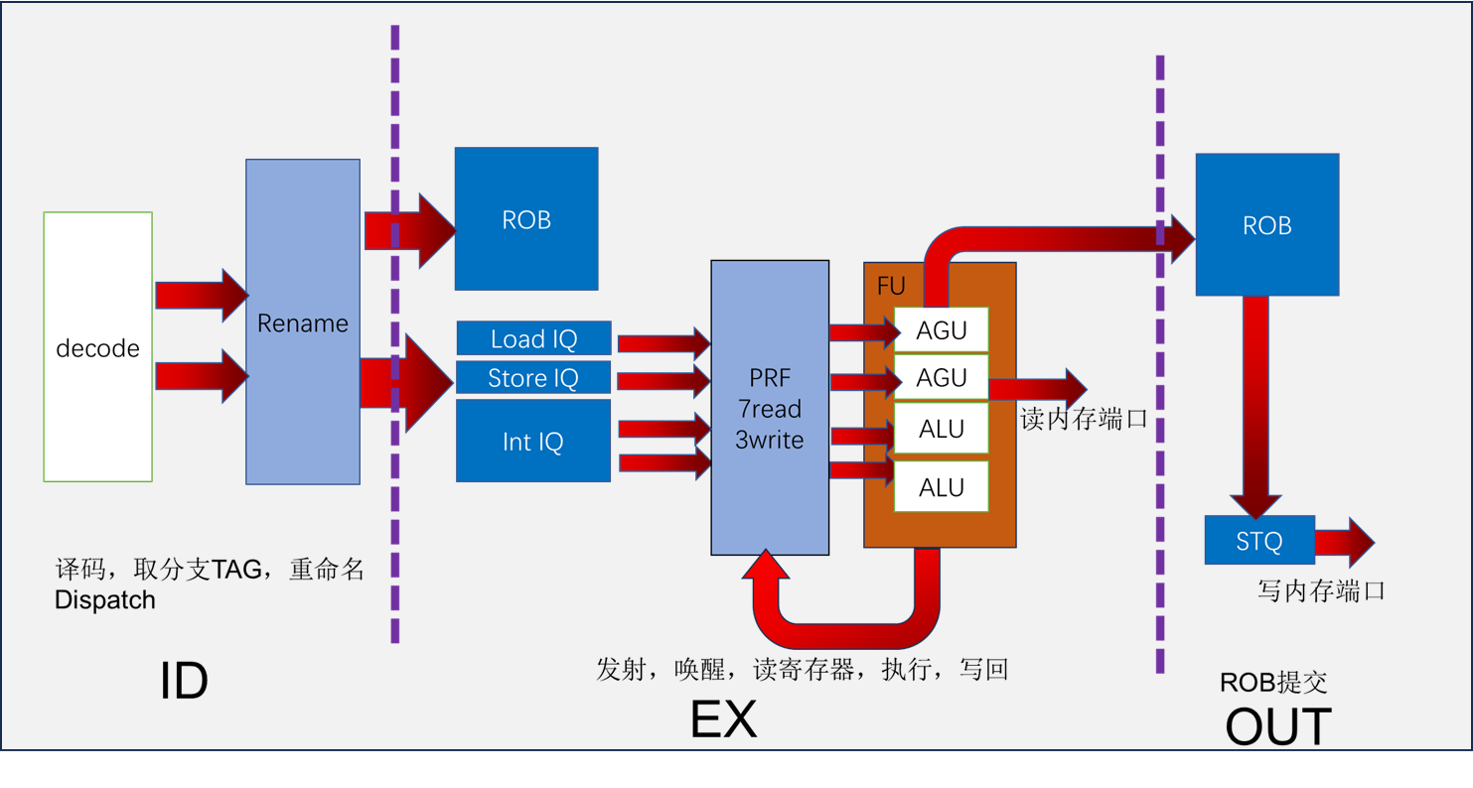 decode
Rename
译码，取分支TAG，重命名
Dispatch
ID
ROB
Load IQ
Store IQ
Int IQ
PRF
7read
3write
FU
AGU
AGU
ALU
ALU
读内存端口
发射，唤醒，读寄存器，执行，写回
EX
ROB
STQ
写内存端口
ROB提交
OUT